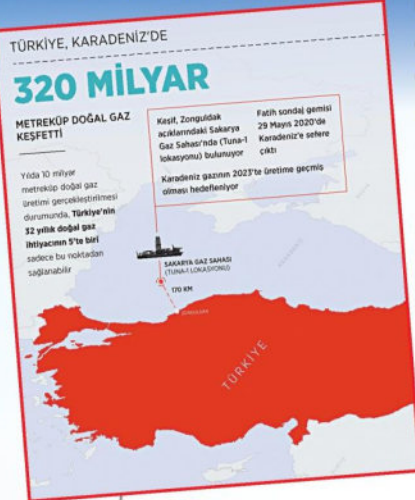 TÜRKİYE, KARADENİZ'DE
320 MİLYAR
METREKÜP DOĞAL GAZ
KEŞFETTİ
Yılda 10 milyar
metreküp doğal gaz
üretimi gerçekleştirilmesi
durumunda, Türkiye'nin
32 yıllık doğal gaz
ihtiyacının 5'te biri
sadece bu noktadan
sağlanabilir
Keşif, Zonguldak
açıklarındaki Sakarya
Gaz Sahası'nda (Tuna-1
lokasyonu) bulunuyor
Fatih sondaj gemisi
29 Mayıs 2020'de
Karadeniz'e sefere
çıktı
Karadeniz gazının 2023'te üretime geçmiş
olması hedefleniyor
SAKARYA GAZ SAHASI
(TUNA-1 LOKASYONU)
170 KM
ZONGULDAK
TÜRKİYE